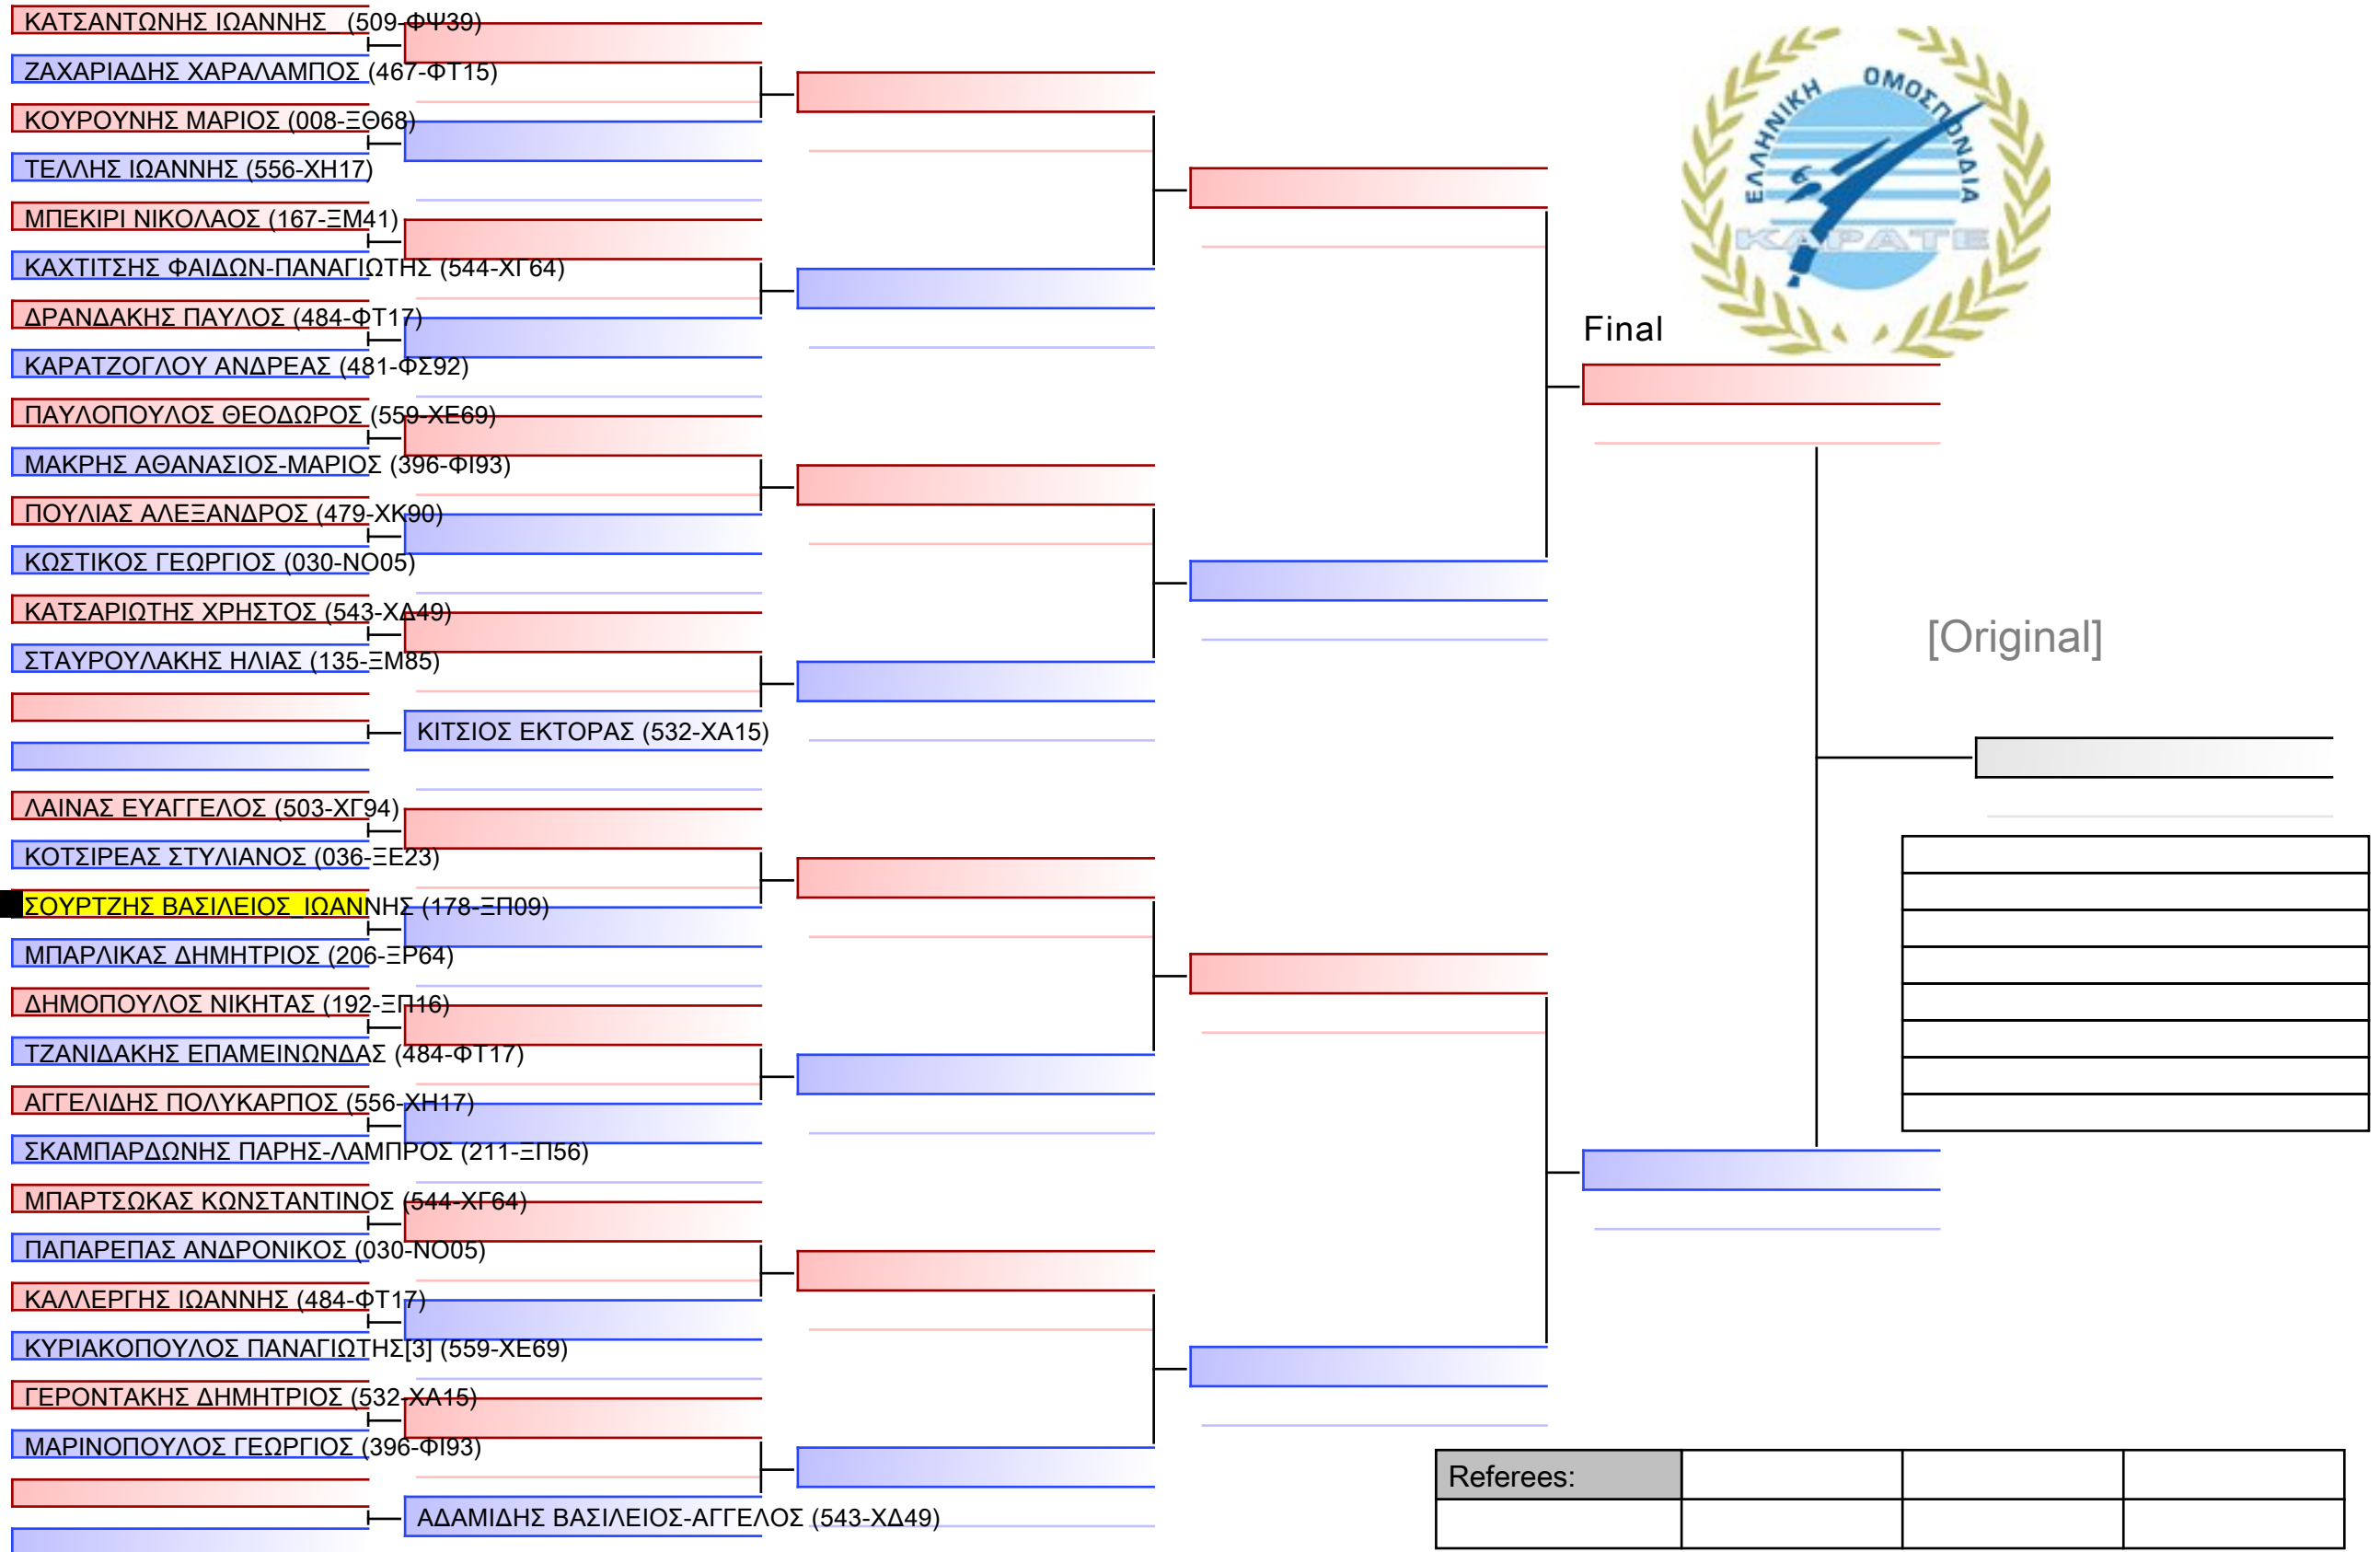 ΚΑΤΣΑΝΤΩΝΗΣ ΙΩΑΝΝΗΣ_ (509-ΦΨ39)
ΖΑΧΑΡΙΑΔΗΣ ΧΑΡΑΛΑΜΠΟΣ (467-ΦΤ15)
ΚΟΥΡΟΥΝΗΣ ΜΑΡΙΟΣ (008-ΞΘ68)
ΤΕΛΛΗΣ ΙΩΑΝΝΗΣ (556-ΧΗ17)
ΜΠΕΚΙΡΙ ΝΙΚΟΛΑΟΣ (167-ΞΜ41)
ΚΑΧΤΙΤΣΗΣ ΦΑΙΔΩΝ-ΠΑΝΑΓΙΩΤΗΣ (544-ΧΓ64)
ΔΡΑΝΔΑΚΗΣ ΠΑΥΛΟΣ (484-ΦΤ17)
ΚΑΡΑΤΖΟΓΛΟΥ ΑΝΔΡΕΑΣ (481-ΦΣ92)
ΠΑΥΛΟΠΟΥΛΟΣ ΘΕΟΔΩΡΟΣ (559-ΧΕ69)
ΜΑΚΡΗΣ ΑΘΑΝΑΣΙΟΣ-ΜΑΡΙΟΣ (396-ΦΙ93)
ΠΟΥΛΙΑΣ ΑΛΕΞΑΝΔΡΟΣ (479-ΧΚ90)
ΚΩΣΤΙΚΟΣ ΓΕΩΡΓΙΟΣ (030-ΝΟ05)
ΚΑΤΣΑΡΙΩΤΗΣ ΧΡΗΣΤΟΣ (543-ΧΔ49)
ΣΤΑΥΡΟΥΛΑΚΗΣ ΗΛΙΑΣ (135-ΞΜ85)
ΚΙΤΣΙΟΣ ΕΚΤΟΡΑΣ (532-ΧΑ15)
ΛΑΙΝΑΣ ΕΥΑΓΓΕΛΟΣ (503-ΧΓ94)
ΚΟΤΣΙΡΕΑΣ ΣΤΥΛΙΑΝΟΣ (036-ΞΕ23)
ΣΟΥΡΤΖΗΣ ΒΑΣΙΛΕΙΟΣ_ΙΩΑΝΝΗΣ (178-ΞΠ09)
ΜΠΑΡΛΙΚΑΣ ΔΗΜΗΤΡΙΟΣ (206-ΞΡ64)
ΔΗΜΟΠΟΥΛΟΣ ΝΙΚΗΤΑΣ (192-ΞΠ16)
ΤΖΑΝΙΔΑΚΗΣ ΕΠΑΜΕΙΝΩΝΔΑΣ (484-ΦΤ17)
ΑΓΓΕΛΙΔΗΣ ΠΟΛΥΚΑΡΠΟΣ (556-ΧΗ17)
ΣΚΑΜΠΑΡΔΩΝΗΣ ΠΑΡΗΣ-ΛΑΜΠΡΟΣ (211-ΞΠ56)
ΜΠΑΡΤΣΩΚΑΣ ΚΩΝΣΤΑΝΤΙΝΟΣ (544-ΧΓ64)
ΠΑΠΑΡΕΠΑΣ ΑΝΔΡΟΝΙΚΟΣ (030-ΝΟ05)
ΚΑΛΛΕΡΓΗΣ ΙΩΑΝΝΗΣ (484-ΦΤ17)
ΚΥΡΙΑΚΟΠΟΥΛΟΣ ΠΑΝΑΓΙΩΤΗΣ[3] (559-ΧΕ69)
ΓΕΡΟΝΤΑΚΗΣ ΔΗΜΗΤΡΙΟΣ (532-ΧΑ15)
ΜΑΡΙΝΟΠΟΥΛΟΣ ΓΕΩΡΓΙΟΣ (396-ΦΙ93)
ΑΔΑΜΙΔΗΣ ΒΑΣΙΛΕΙΟΣ-ΑΓΓΕΛΟΣ (543-ΧΔ49)
ΕΛΛΗΝΙΚΗ ΟΜΟΣΠΟΝΔΙΑ
ΚΑΡΑΤΕ
Final
[Original]
Referees: